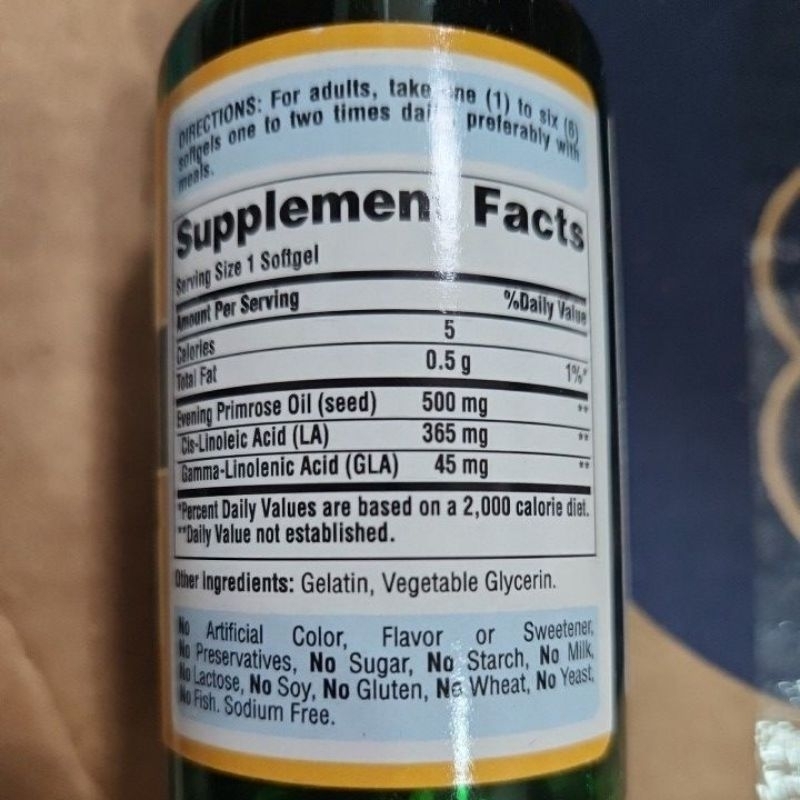 DIRECTIONS: For adults, take one (1) to six (6)
softgels one to two times daily, preferably with
meals.
Supplement Facts
Serving Size 1 Softgel
Amount Per Serving %Daily Value
Calories 5
Total Fat 0.5 g 1%*
Evening Primrose Oil (seed) 500 mg **
Cis-Linoleic Acid (LA) 365 mg **
Gamma-Linolenic Acid (GLA) 45 mg **
*Percent Daily Values are based on a 2,000 calorie diet.
**Daily Value not established.
Other Ingredients: Gelatin, Vegetable Glycerin.
No Artificial Color, Flavor or Sweetener,
No Preservatives, No Sugar, No Starch, No Milk,
No Lactose, No Soy, No Gluten, No Wheat, No Yeast,
No Fish. Sodium Free.